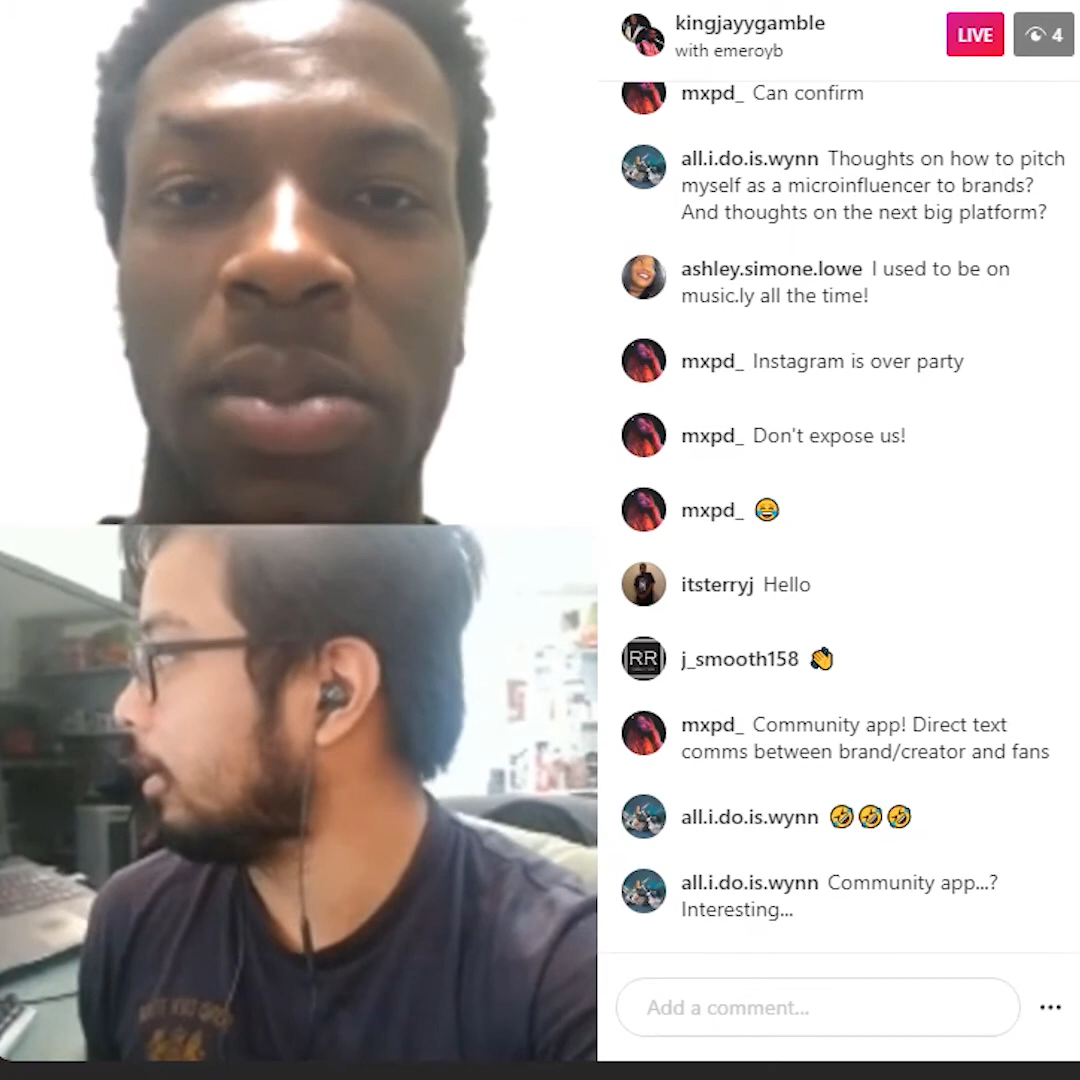 kingjayygamble
with emeroyb
LIVE
4
mxpd_ Can confirm
all.i.do.is.wynn Thoughts on how to pitch
myself as a microinfluencer to brands?
And thoughts on the next big platform?
ashley.simone.lowe I used to be on
music.ly all the time!
mxpd_ Instagram is over party
mxpd_ Don't expose us!
mxpd_ 😂
itsterryj Hello
RR
j_smooth158 👏
mxpd_ Community app! Direct text
comms between brand/creator and fans
all.i.do.is.wynn 🤣🤣🤣
all.i.do.is.wynn Community app...?
Interesting...
Add a comment...